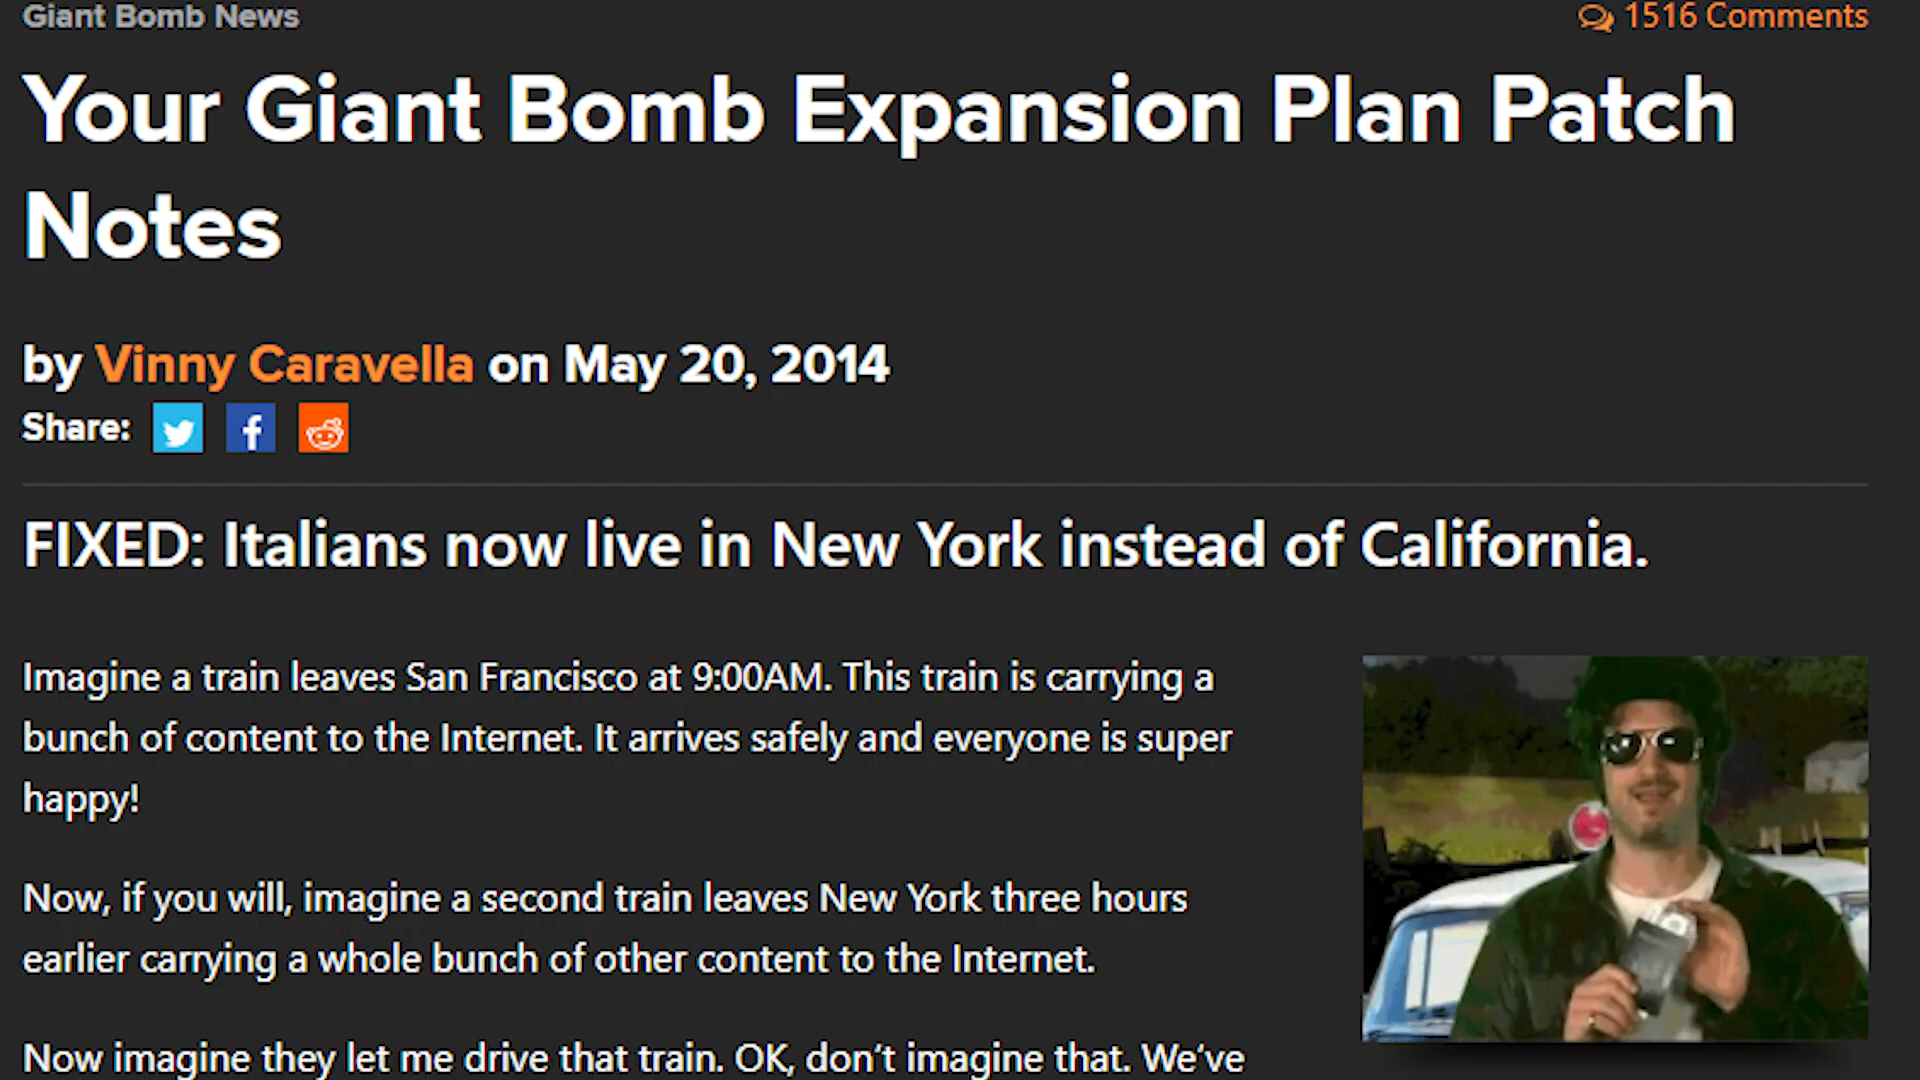 Giant Bomb News
1516 Comments
Your Giant Bomb Expansion Plan Patch
Notes
by Vinny Caravella on May 20, 2014
Share:
FIXED: Italians now live in New York instead of California.
Imagine a train leaves San Francisco at 9:00AM. This train is carrying a
bunch of content to the Internet. It arrives safely and everyone is super
happy!
Now, if you will, imagine a second train leaves New York three hours
earlier carrying a whole bunch of other content to the Internet.
Now imagine they let me drive that train. OK, don’t imagine that. We’ve